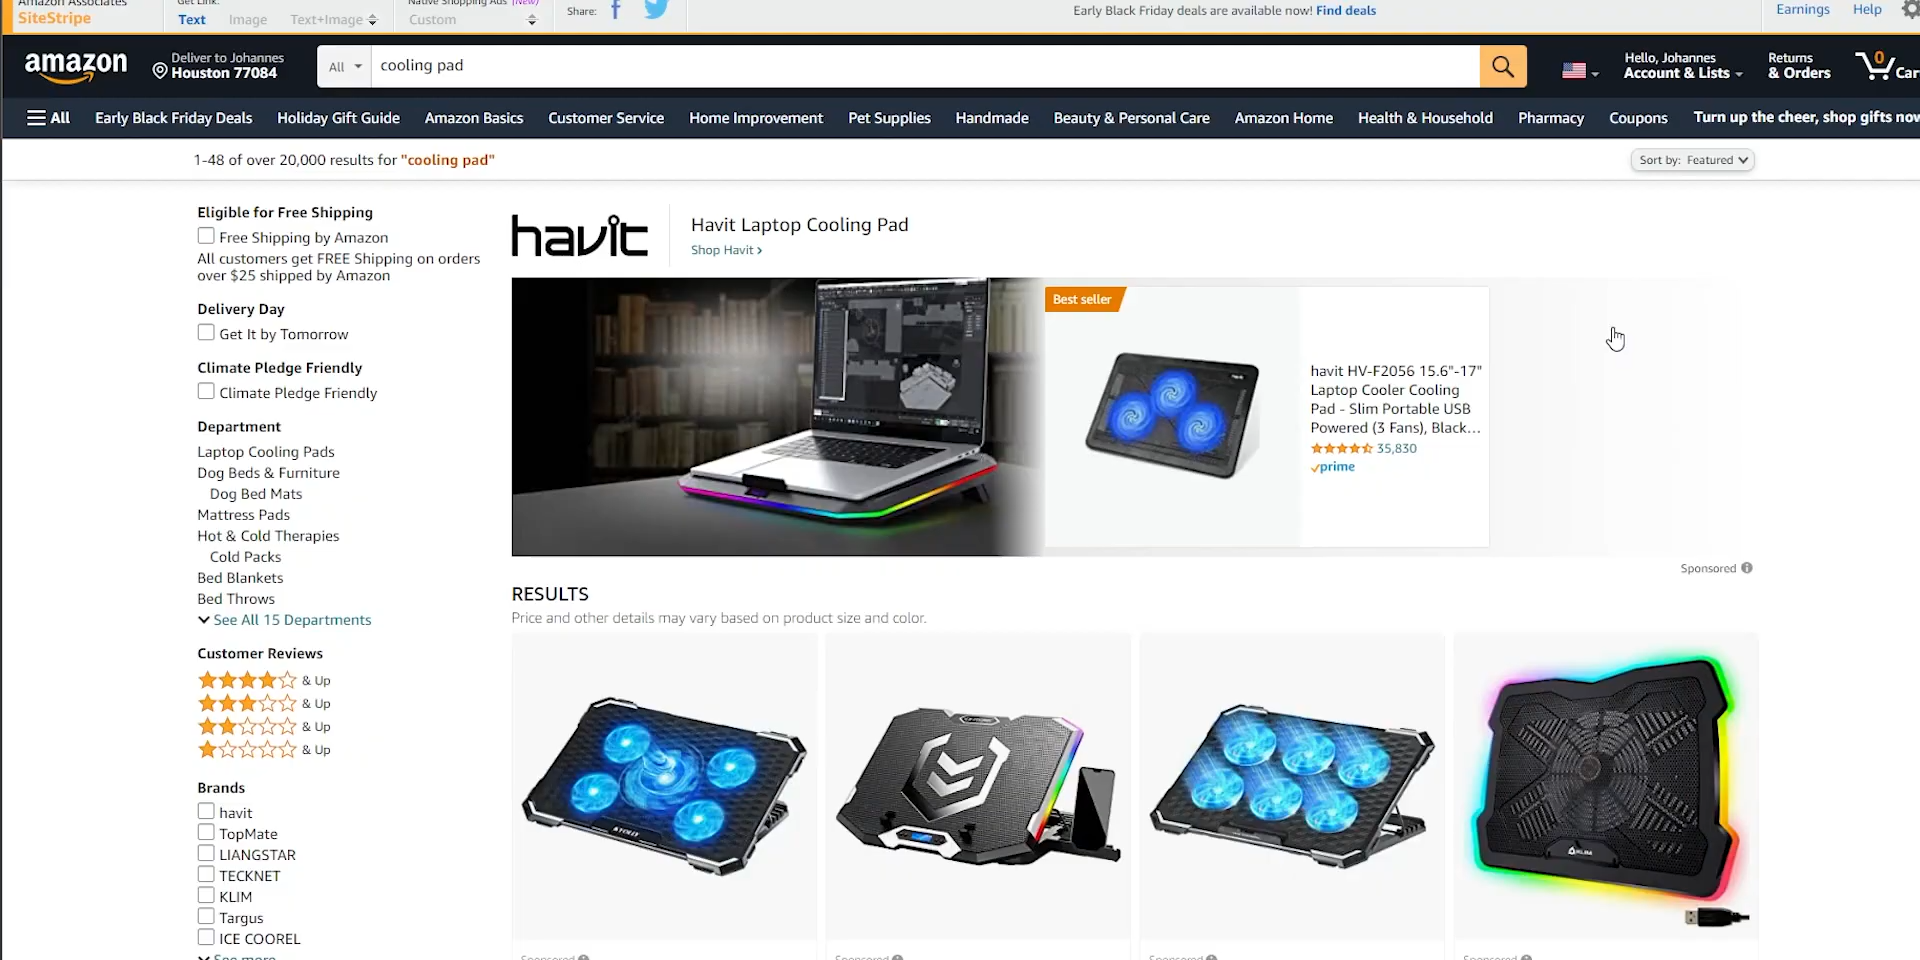 Amazon Associates
SiteStripe
Get Link:
Text Image Text+Image
Native Shopping Ads (New)
Custom
Share:
Early Black Friday deals are available now! Find deals
Earnings Help
amazon
Deliver to Johannes
Houston 77084
All
cooling pad
Hello, Johannes
Account & Lists
Returns
& Orders
0
Car
All Early Black Friday Deals Holiday Gift Guide Amazon Basics Customer Service Home Improvement Pet Supplies Handmade Beauty & Personal Care Amazon Home Health & Household Pharmacy Coupons Turn up the cheer, shop gifts now
1-48 of over 20,000 results for "cooling pad"
Sort by: Featured
Eligible for Free Shipping
Free Shipping by Amazon
All customers get FREE Shipping on orders
over $25 shipped by Amazon
Delivery Day
Get It by Tomorrow
Climate Pledge Friendly
Climate Pledge Friendly
Department
Laptop Cooling Pads
Dog Beds & Furniture
Dog Bed Mats
Mattress Pads
Hot & Cold Therapies
Cold Packs
Bed Blankets
Bed Throws
See All 15 Departments
Customer Reviews
& Up
& Up
& Up
& Up
Brands
havit
TopMate
LIANGSTAR
TECKNET
KLIM
Targus
ICE COOREL
See more
havit
Havit Laptop Cooling Pad
Shop Havit ›
Best seller
havit HV-F2056 15.6"-17"
Laptop Cooler Cooling
Pad - Slim Portable USB
Powered (3 Fans), Black...
35,830
prime
Sponsored
RESULTS
Price and other details may vary based on product size and color.
KLIM
Sponsored
Sponsored
Sponsored
Sponsored